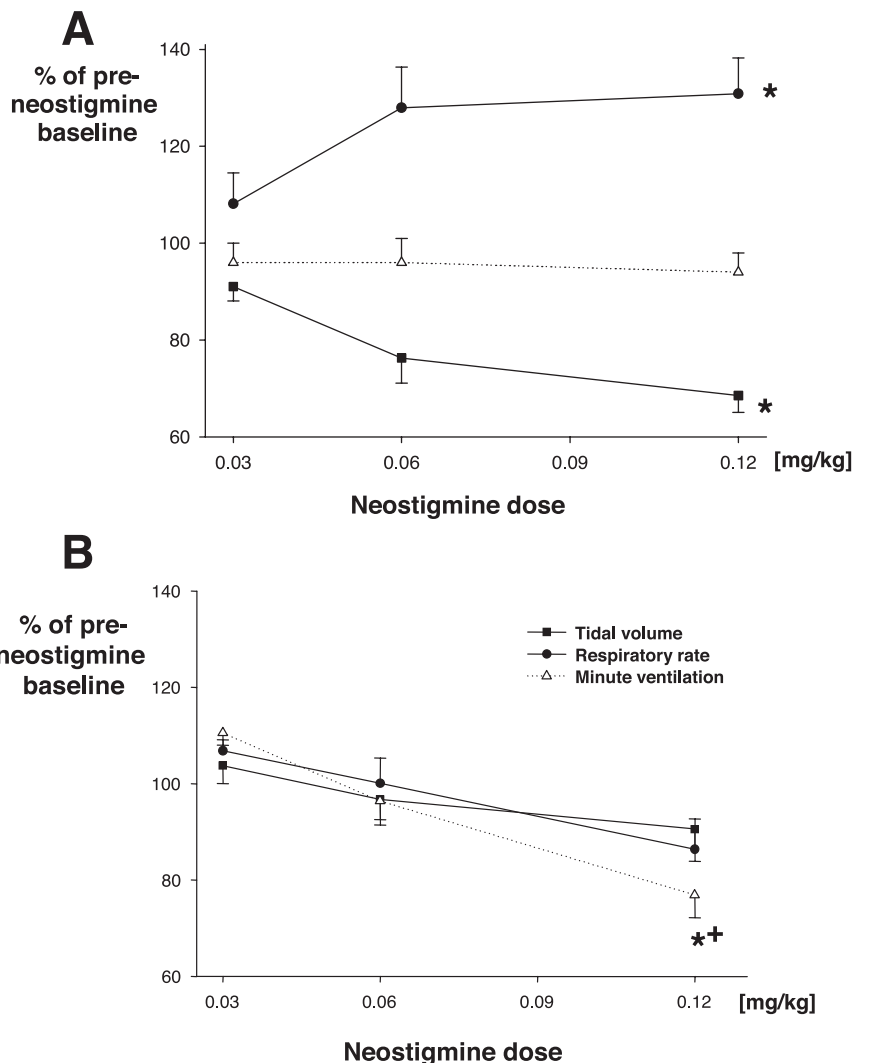 A
% of pre-
neostigmine
baseline
140
120
100
80
60
0.03 0.06 0.09 0.12 [mg/kg]
*
*
Neostigmine dose
B
% of pre-
neostigmine
baseline
140
120
100
80
60
Tidal volume
Respiratory rate
Minute ventilation
*+
0.03 0.06 0.09 0.12 [mg/kg]
Neostigmine dose